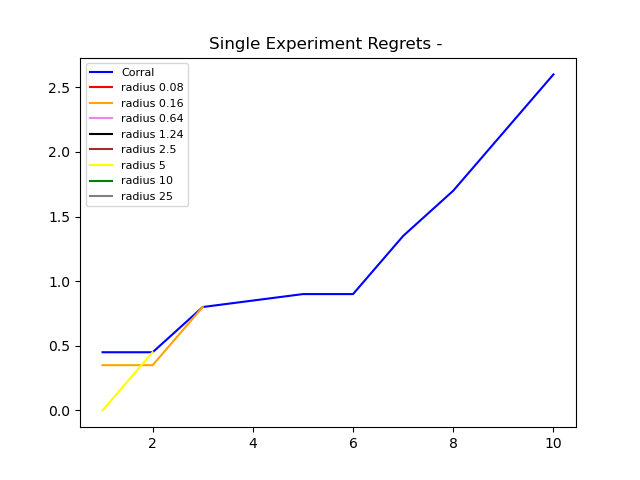 Single Experiment Regrets -
Corral
radius 0.08
radius 0.16
radius 0.64
radius 1.24
radius 2.5
radius 5
radius 10
radius 25
2.5
2.0
1.5
1.0
0.5
0.0
2 4 6 8 10